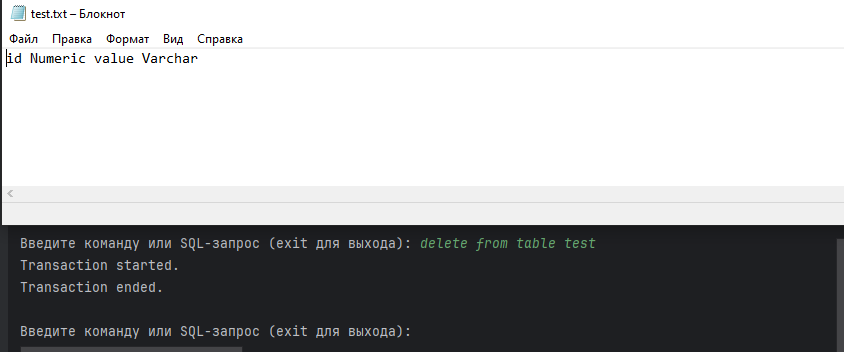 test.txt – Блокнот
Файл Правка Формат Вид Справка
id Numeric value Varchar
Введите команду или SQL-запрос (exit для выхода): delete from table test
Transaction started.
Transaction ended.
Введите команду или SQL-запрос (exit для выхода):